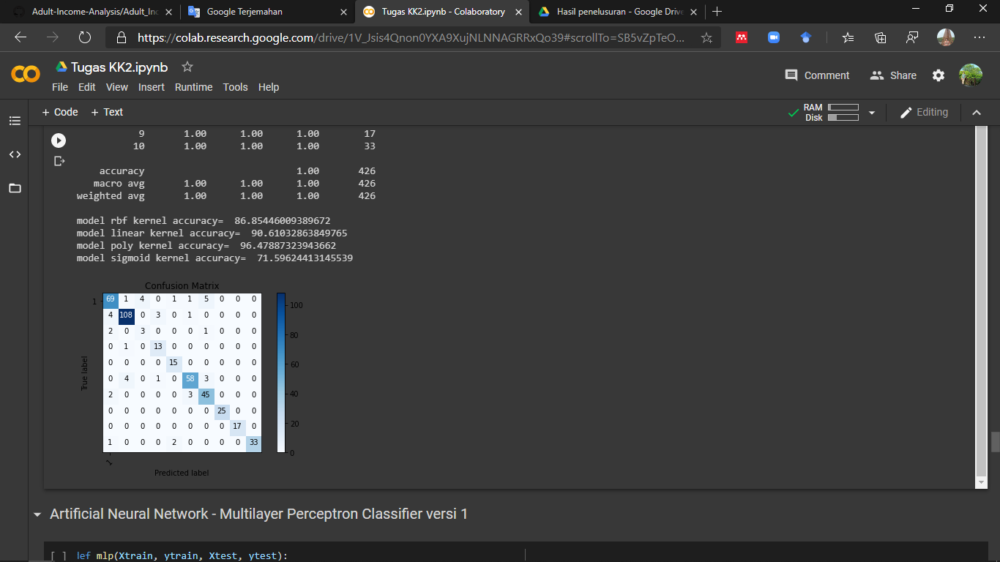 Adult-Income-Analysis/Adult_Inc
Google Terjemahan
Tugas KK2.ipynb - Colaboratory
Hasil penelusuran - Google Drive
https://colab.research.google.com/drive/1V_Jsis4Qnon0YXA9XujNLNNAGRRxQo39#scrollTo=SB5vZpTeO...
Tugas KK2.ipynb
Comment
Share
File Edit View Insert Runtime Tools Help
+ Code + Text
RAM
Disk
Editing
9 1.00 1.00 1.00 17
10 1.00 1.00 1.00 33
accuracy 1.00 426
macro avg 1.00 1.00 1.00 426
weighted avg 1.00 1.00 1.00 426
model rbf kernel accuracy= 86.85446009389672
model linear kernel accuracy= 90.61032863849765
model poly kernel accuracy= 96.47887323943662
model sigmoid kernel accuracy= 71.59624413145539
Confusion Matrix
1
69 1 4 0 1 1 5 0 0 0
4 108 0 3 0 1 0 0 0 0
2 0 3 0 0 0 1 0 0 0
0 1 0 13 0 0 0 0 0 0
0 0 0 0 15 0 0 0 0 0
0 4 0 1 0 58 3 0 0 0
2 0 0 0 0 3 45 0 0 0
0 0 0 0 0 0 0 25 0 0
0 0 0 0 0 0 0 0 17 0
1 0 0 0 2 0 0 0 0 33
True label
1
Predicted label
100
80
60
40
20
0
Artificial Neural Network - Multilayer Perceptron Classifier versi 1
[ ] def mlp(Xtrain, ytrain, Xtest, ytest):